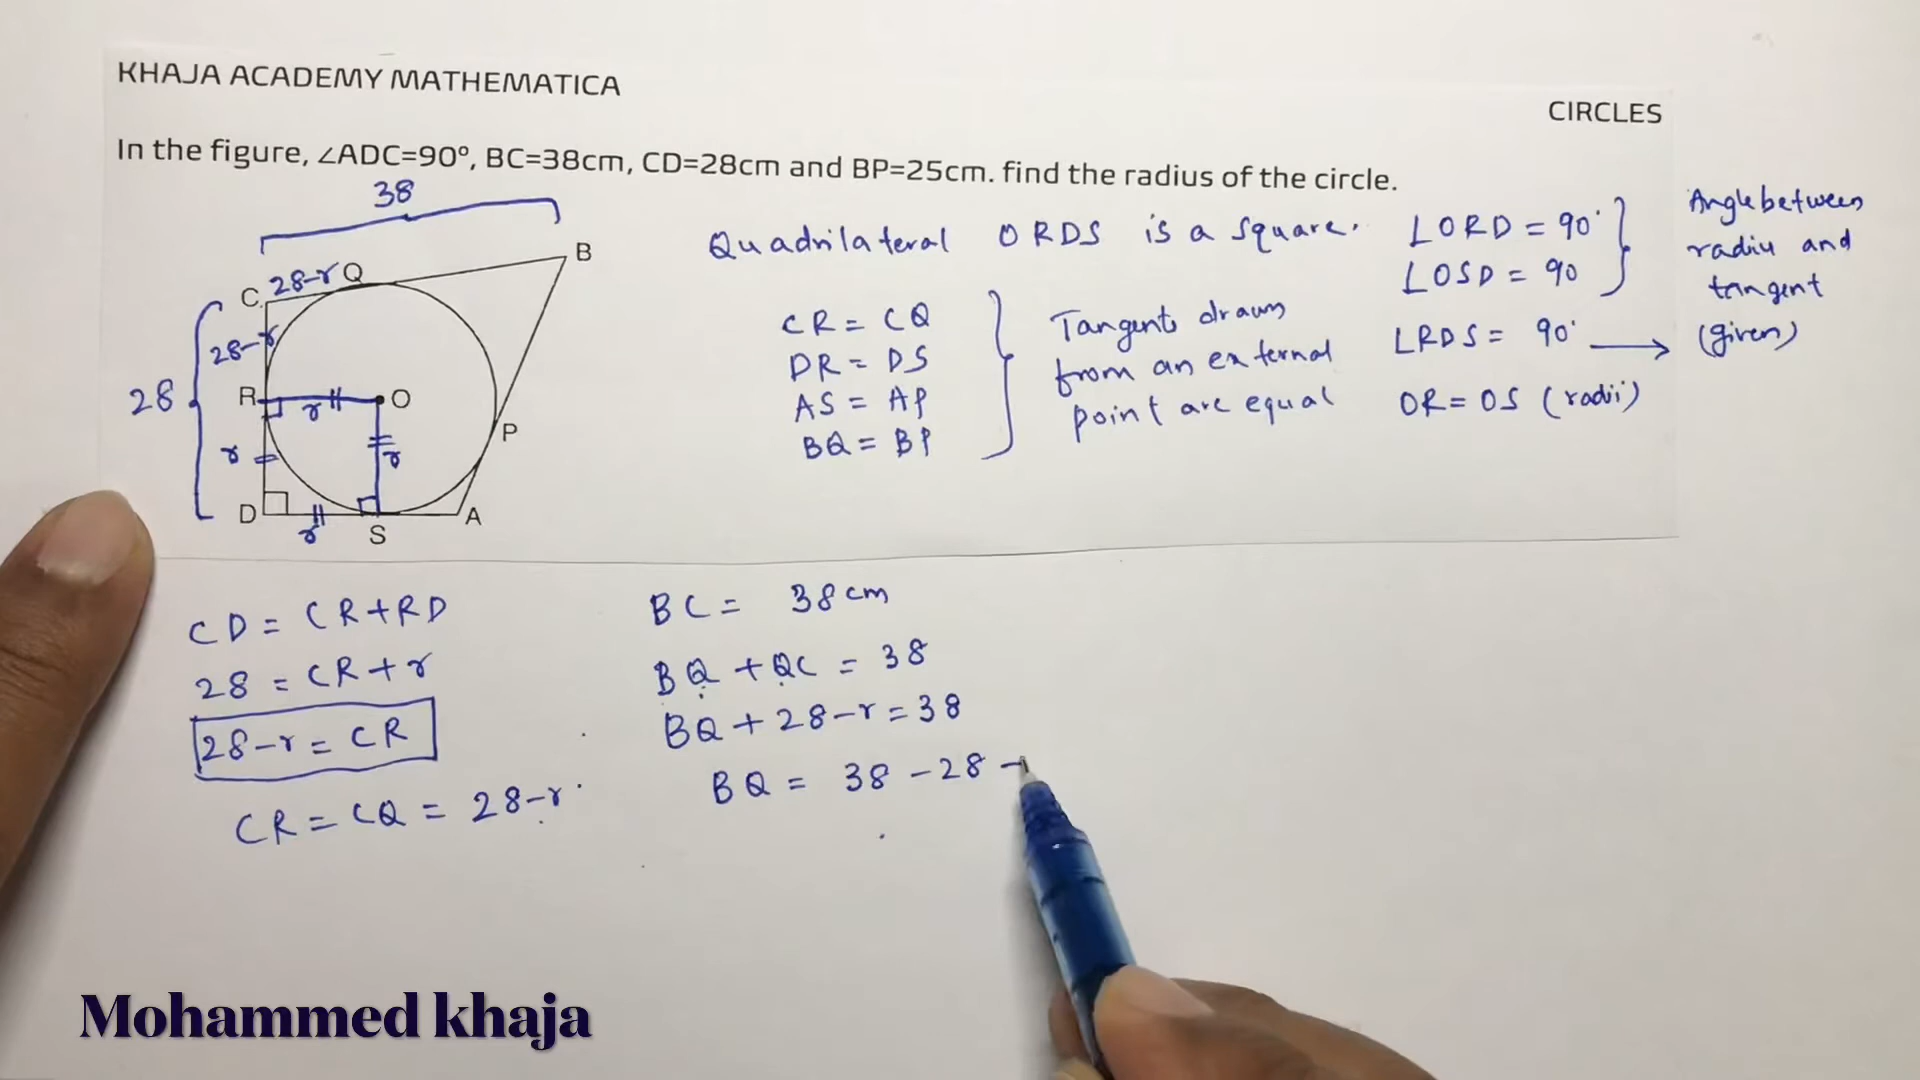 KHAJA ACADEMY MATHEMATICA
CIRCLES
In the figure, ∠ADC=90º, BC=38cm, CD=28cm and BP=25cm. find the radius of the circle.
38
B
C
28-r
Q
28-r
28
R
r
O
r
r
P
D
r
S
A
Quadrilateral ORDS is a square.
CR = CQ
DR = DS
AS = AP
BQ = BP
Tangents drawn
from an external
point are equal
∠ORD = 90°
∠OSD = 90
∠RDS = 90°
OR = OS (radii)
Angle between
radiu and
tangent
(given)
CD = CR+RD
28 = CR+r
28-r = CR
CR = CQ = 28-r
BC = 38cm
BQ + QC = 38
BQ + 28-r = 38
BQ = 38 - 28 +
Mohammed khaja